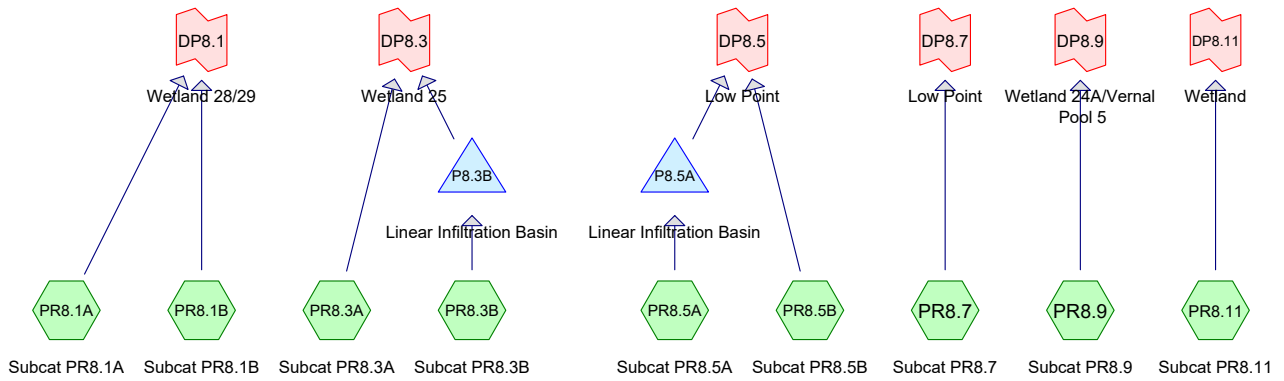 DP8.1
DP8.3
DP8.5
DP8.7
DP8.9
DP8.11
Wetland 28/29
Wetland 25
Low Point
Low Point
Wetland 24A/Vernal
Pool 5
Wetland
P8.3B
P8.5A
Linear Infiltration Basin
Linear Infiltration Basin
PR8.1A
PR8.1B
PR8.3A
PR8.3B
PR8.5A
PR8.5B
PR8.7
PR8.9
PR8.11
Subcat PR8.1A
Subcat PR8.1B
Subcat PR8.3A
Subcat PR8.3B
Subcat PR8.5A
Subcat PR8.5B
Subcat PR8.7
Subcat PR8.9
Subcat PR8.11